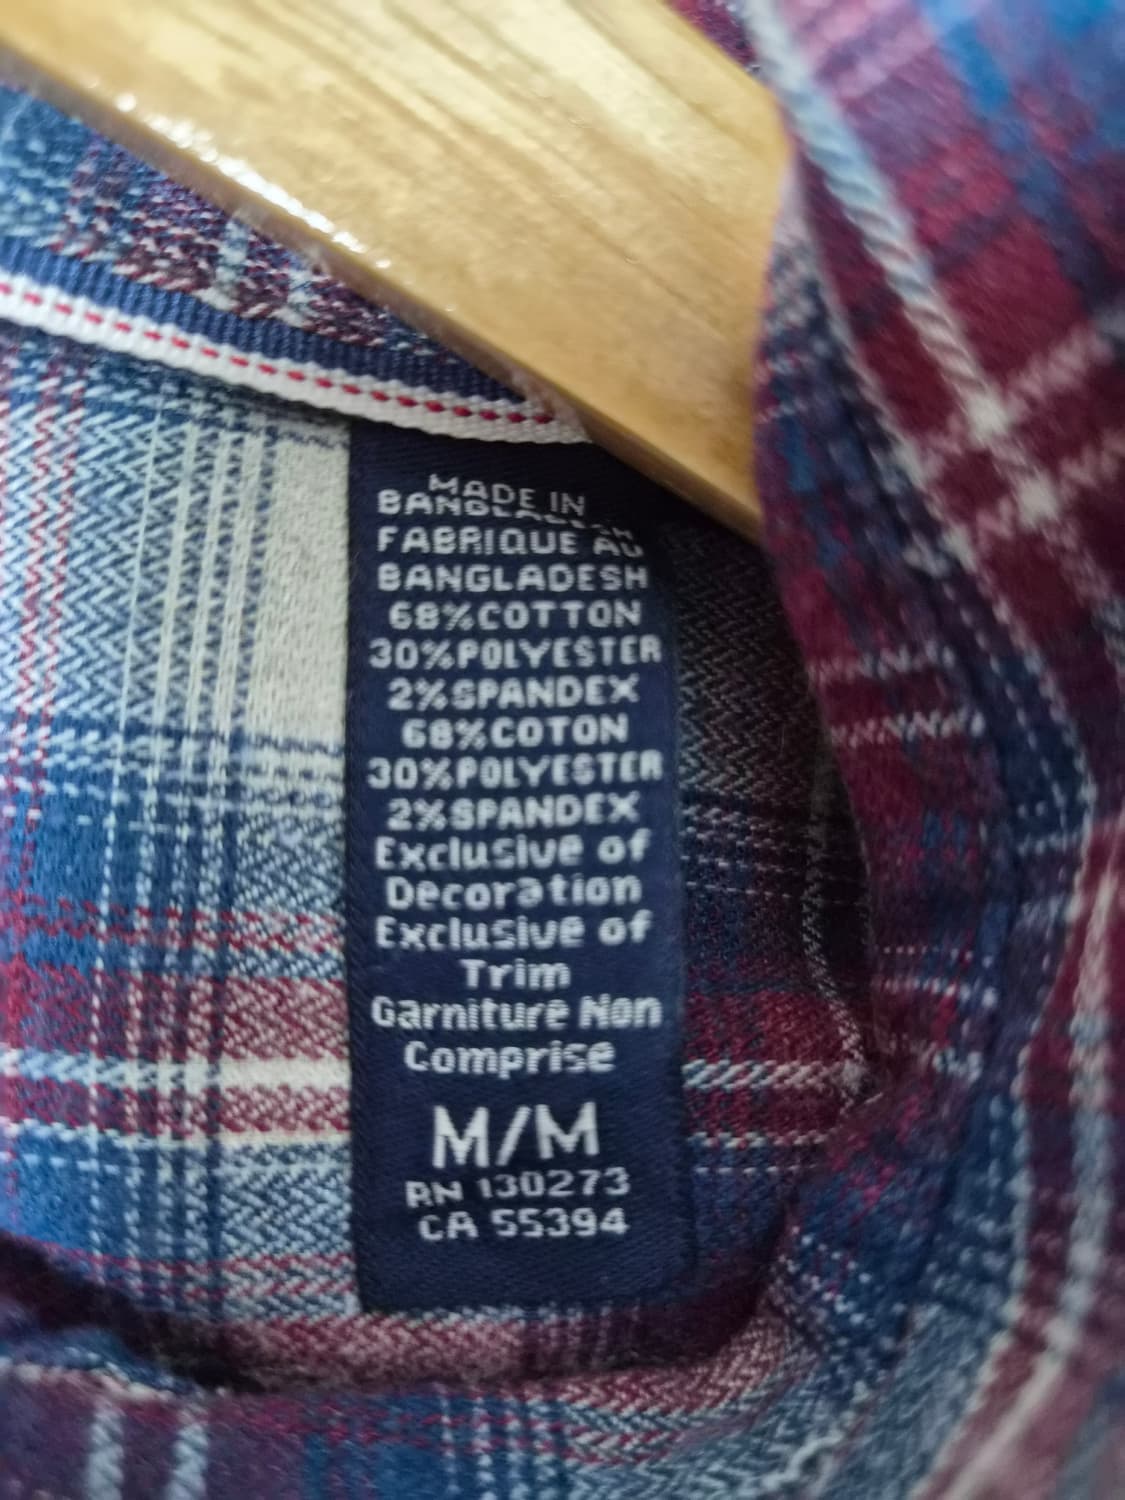 MADE IN
BANGLADESH
FABRIQUE AU
BANGLADESH
68%COTTON
30%POLYESTER
2%SPANDEX
68%COTON
30%POLYESTER
2%SPANDEX
Exclusive of
Decoration
Exclusive of
Trim
Garniture Non
Comprise
M/M
RN 130273
CA 55394